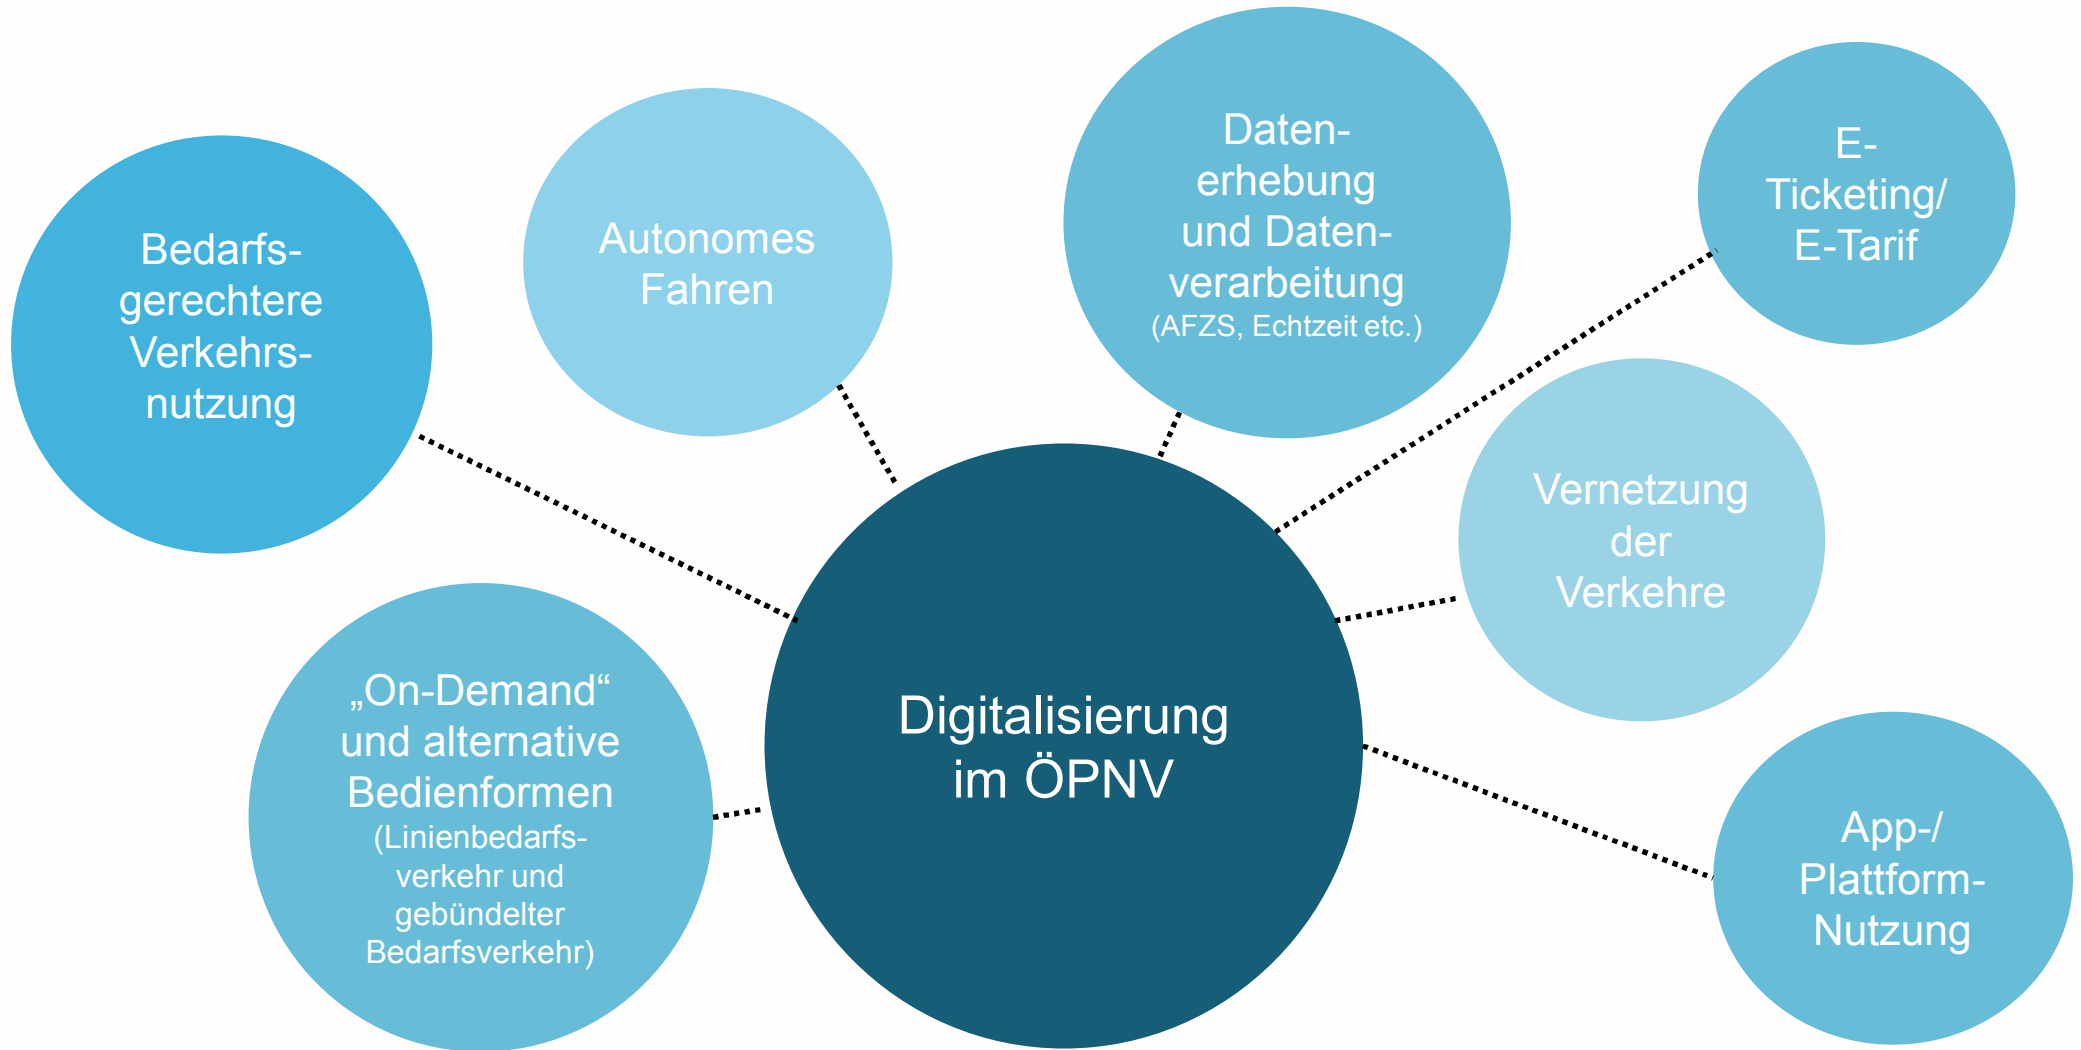 Bedarfs-
gerechtere
Verkehrs-
nutzung
Autonomes
Fahren
Daten-
erhebung
und Daten-
verarbeitung
(AFZS, Echtzeit etc.)
E-
Ticketing/
E-Tarif
Vernetzung
der
Verkehre
„On-Demand“
und alternative
Bedienformen
(Linienbedarfs-
verkehr und
gebündelter
Bedarfsverkehr)
Digitalisierung
im ÖPNV
App-/
Plattform-
Nutzung